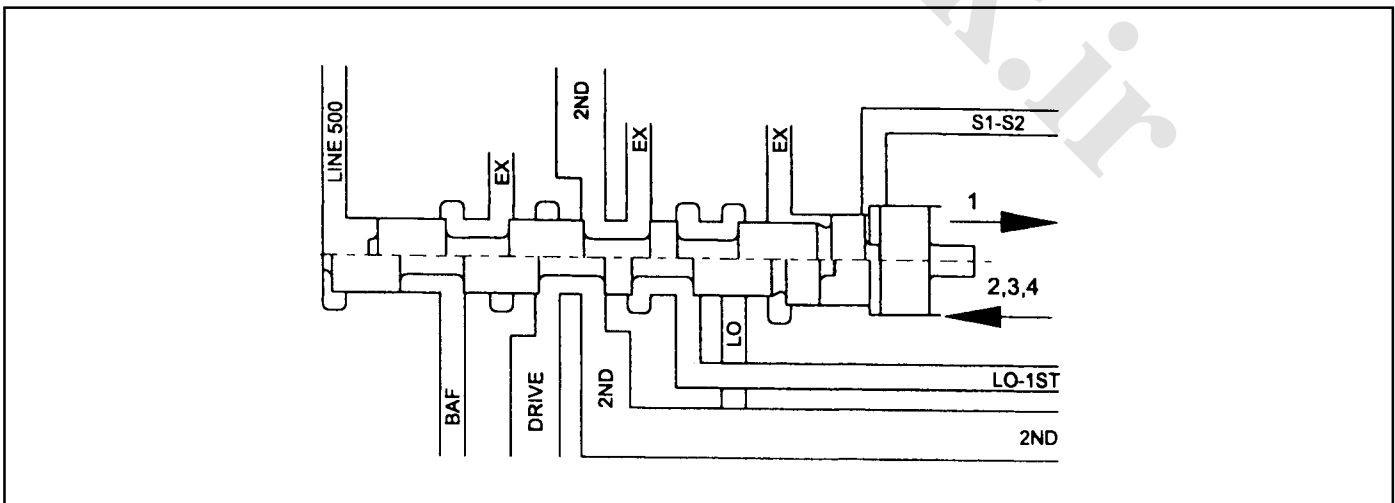 LINE 500
EX
2ND
EX
EX
S1-S2
1
2,3,4
BAF
DRIVE
2ND
LO
LO-1ST
2ND
x.ir